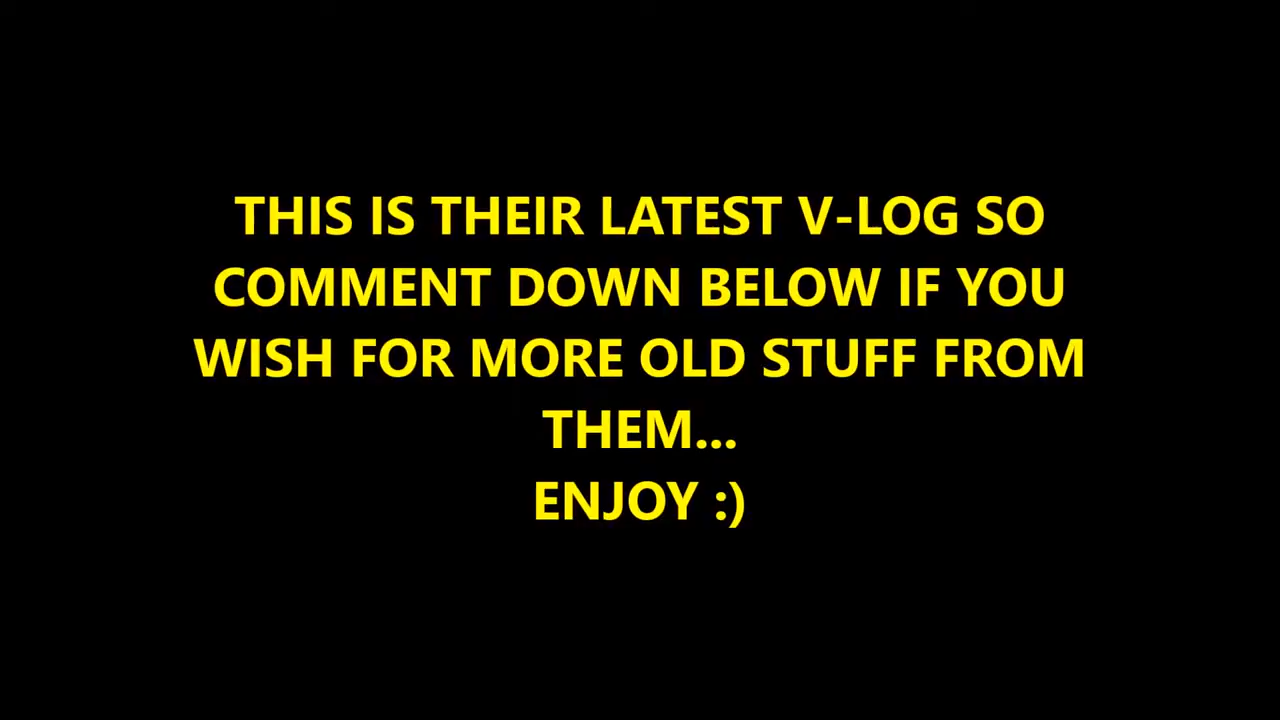 THIS IS THEIR LATEST V-LOG SO
COMMENT DOWN BELOW IF YOU
WISH FOR MORE OLD STUFF FROM
THEM...
ENJOY :)